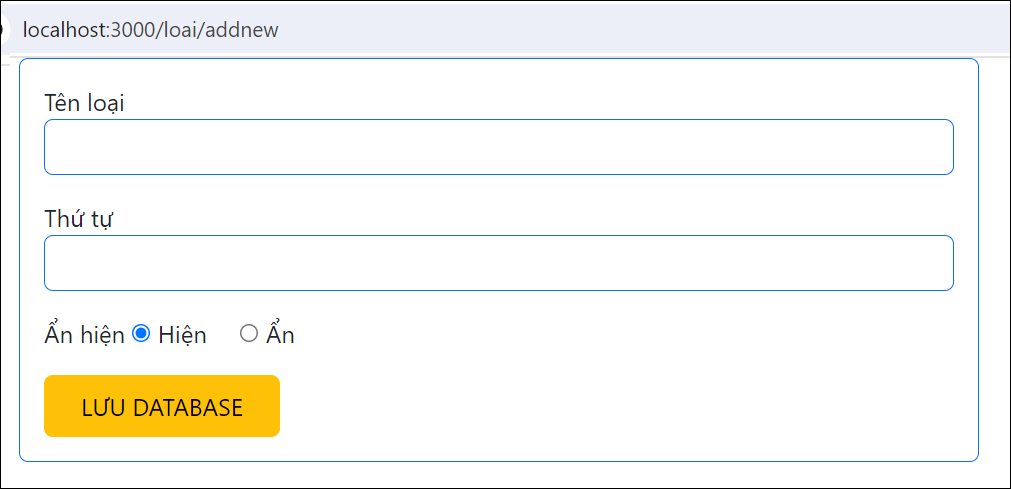 localhost:3000/loai/addnew
Tên loại
Thứ tự
Ẩn hiện Hiện Ẩn
LƯU DATABASE